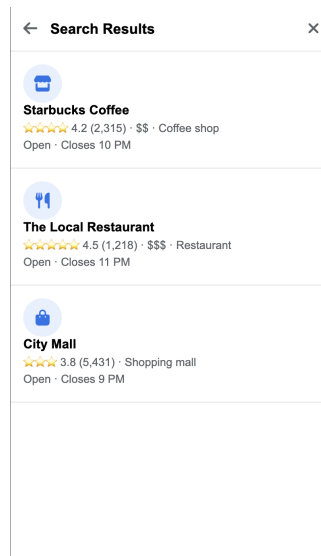 Search Results
Starbucks Coffee
⭐⭐⭐⭐ 4.2 (2,315) · $$ · Coffee shop
Open · Closes 10 PM
The Local Restaurant
⭐⭐⭐⭐⭐ 4.5 (1,218) · $$$ · Restaurant
Open · Closes 11 PM
City Mall
⭐⭐⭐ 3.8 (5,431) · Shopping mall
Open · Closes 9 PM